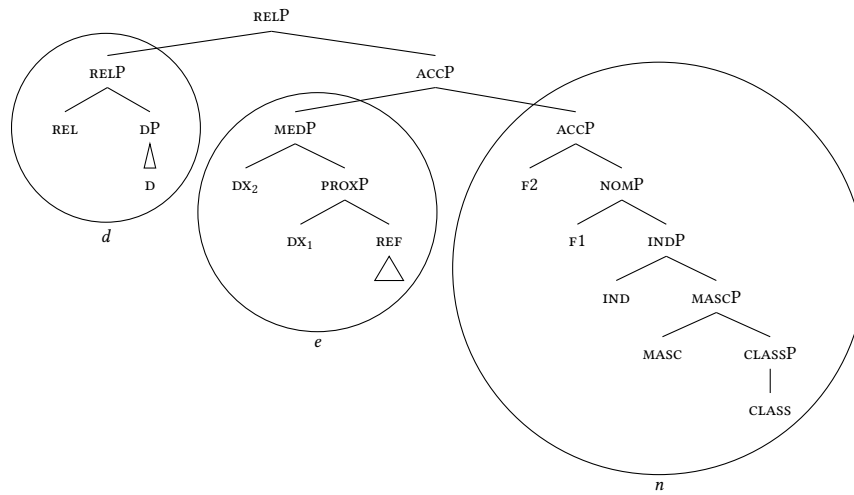 RELP
RELP ACCP
REL DP MEDP ACCP
D DX₂ PROXP F2 NOMP
d DX₁ REF F1 INDP
IND MASCP
e MASC CLASSP
CLASS
n